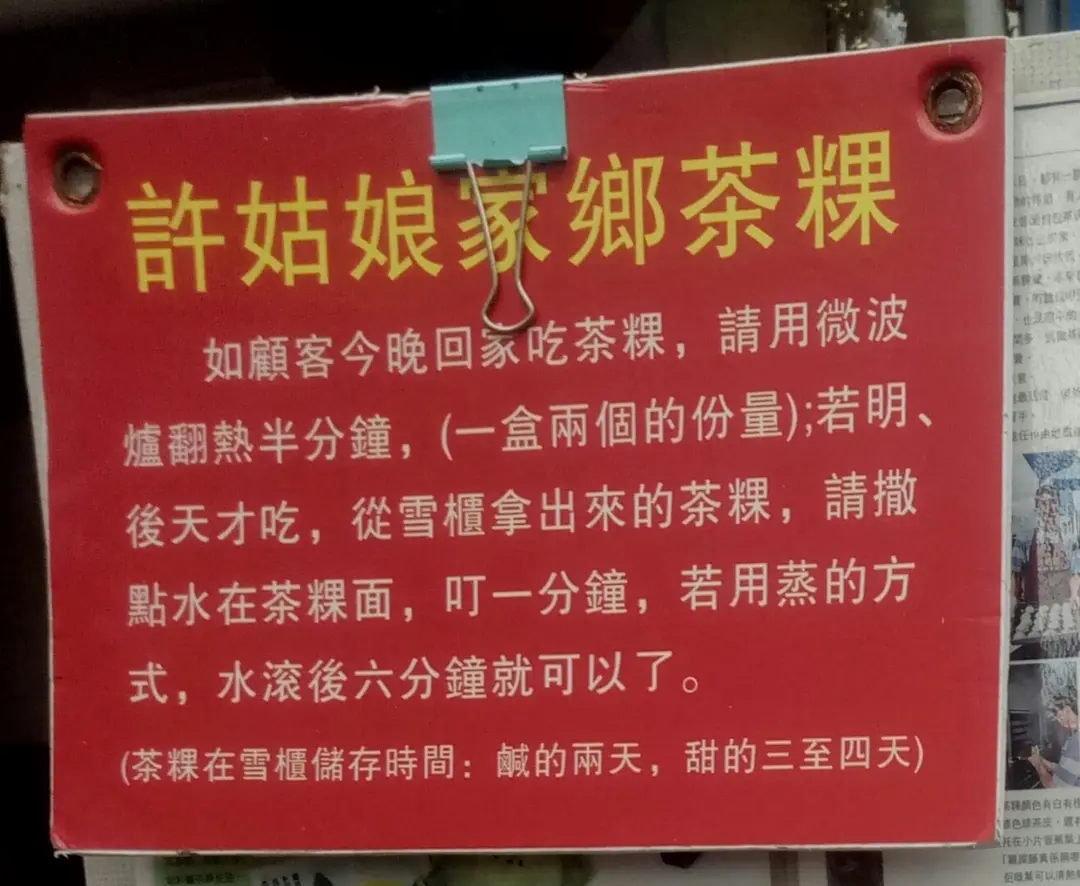 許姑娘家鄉茶粿
如顧客今晚回家吃茶粿，請用微波
爐翻熱半分鐘，(一盒兩個的份量);若明、
後天才吃，從雪櫃拿出來的茶粿，請撒
點水在茶粿面，叮一分鐘，若用蒸的方
式，水滾後六分鐘就可以了。
(茶粿在雪櫃儲存時間：鹹的兩天，甜的三至四天)